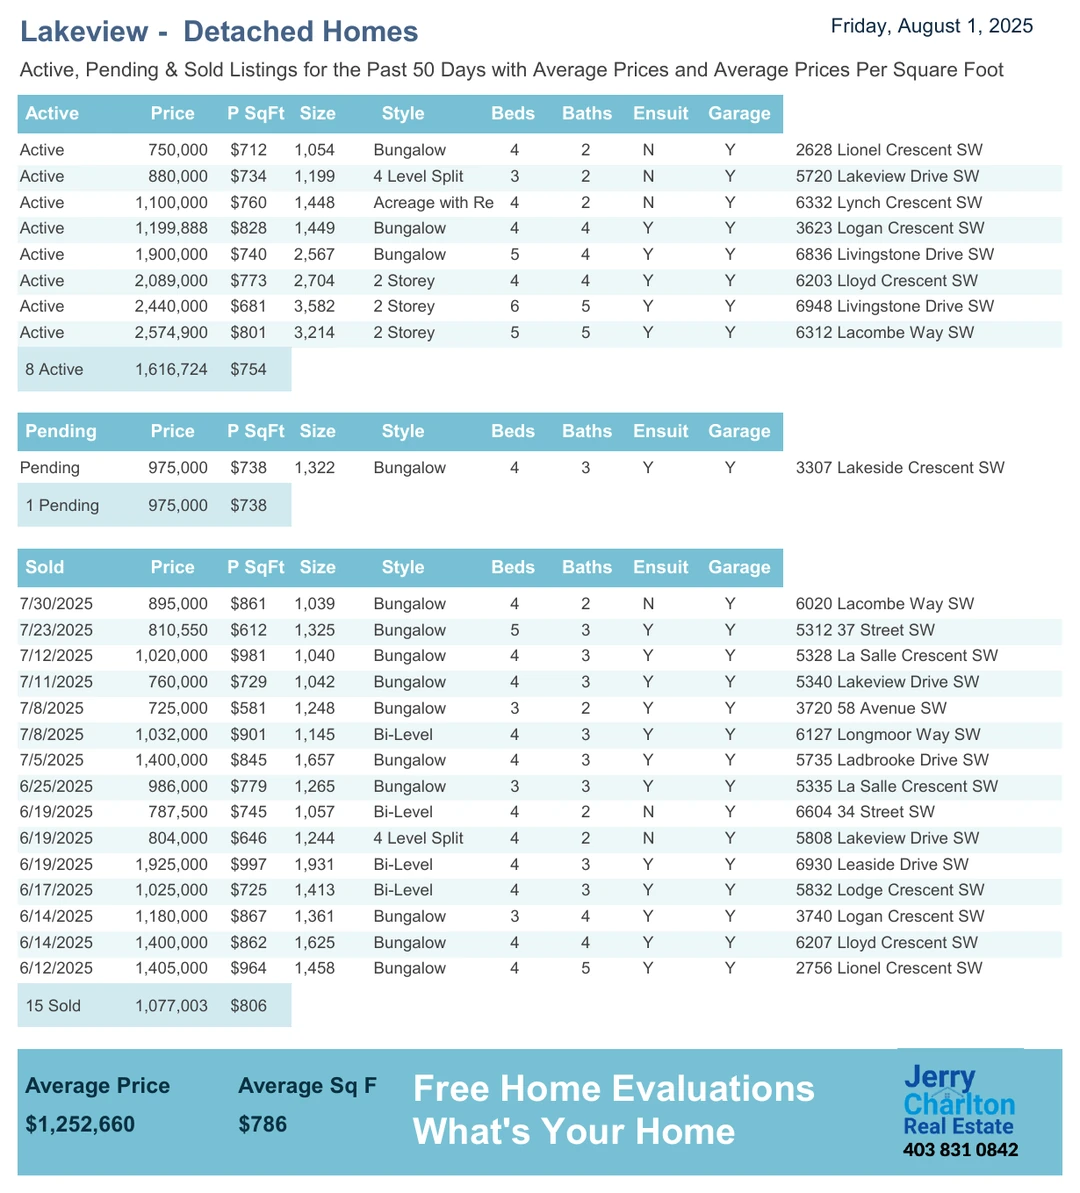 Lakeview - Detached Homes
Friday, August 1, 2025
Active, Pending & Sold Listings for the Past 50 Days with Average Prices and Average Prices Per Square Foot
Active Price P SqFt Size Style Beds Baths Ensuit Garage
Active 750,000 $712 1,054 Bungalow 4 2 N Y 2628 Lionel Crescent SW
Active 880,000 $734 1,199 4 Level Split 3 2 N Y 5720 Lakeview Drive SW
Active 1,100,000 $760 1,448 Acreage with Re 4 2 N Y 6332 Lynch Crescent SW
Active 1,199,888 $828 1,449 Bungalow 4 4 Y Y 3623 Logan Crescent SW
Active 1,900,000 $740 2,567 Bungalow 5 4 Y Y 6836 Livingstone Drive SW
Active 2,089,000 $773 2,704 2 Storey 4 4 Y Y 6203 Lloyd Crescent SW
Active 2,440,000 $681 3,582 2 Storey 6 5 Y Y 6948 Livingstone Drive SW
Active 2,574,900 $801 3,214 2 Storey 5 5 Y Y 6312 Lacombe Way SW
8 Active 1,616,724 $754
Pending Price P SqFt Size Style Beds Baths Ensuit Garage
Pending 975,000 $738 1,322 Bungalow 4 3 Y Y 3307 Lakeside Crescent SW
1 Pending 975,000 $738
Sold Price P SqFt Size Style Beds Baths Ensuit Garage
7/30/2025 895,000 $861 1,039 Bungalow 4 2 N Y 6020 Lacombe Way SW
7/23/2025 810,550 $612 1,325 Bungalow 5 3 Y Y 5312 37 Street SW
7/12/2025 1,020,000 $981 1,040 Bungalow 4 3 Y Y 5328 La Salle Crescent SW
7/11/2025 760,000 $729 1,042 Bungalow 4 3 Y Y 5340 Lakeview Drive SW
7/8/2025 725,000 $581 1,248 Bungalow 3 2 Y Y 3720 58 Avenue SW
7/8/2025 1,032,000 $901 1,145 Bi-Level 4 3 Y Y 6127 Longmoor Way SW
7/5/2025 1,400,000 $845 1,657 Bungalow 4 3 Y Y 5735 Ladbrooke Drive SW
6/25/2025 986,000 $779 1,265 Bungalow 3 3 Y Y 5335 La Salle Crescent SW
6/19/2025 787,500 $745 1,057 Bi-Level 4 2 N Y 6604 34 Street SW
6/19/2025 804,000 $646 1,244 4 Level Split 4 2 N Y 5808 Lakeview Drive SW
6/19/2025 1,925,000 $997 1,931 Bi-Level 4 3 Y Y 6930 Leaside Drive SW
6/17/2025 1,025,000 $725 1,413 Bi-Level 4 3 Y Y 5832 Lodge Crescent SW
6/14/2025 1,180,000 $867 1,361 Bungalow 3 4 Y Y 3740 Logan Crescent SW
6/14/2025 1,400,000 $862 1,625 Bungalow 4 4 Y Y 6207 Lloyd Crescent SW
6/12/2025 1,405,000 $964 1,458 Bungalow 4 5 Y Y 2756 Lionel Crescent SW
15 Sold 1,077,003 $806
Average Price Average Sq F
$1,252,660 $786
Free Home Evaluations
What's Your Home
Jerry
Charlton
Real Estate
403 831 0842